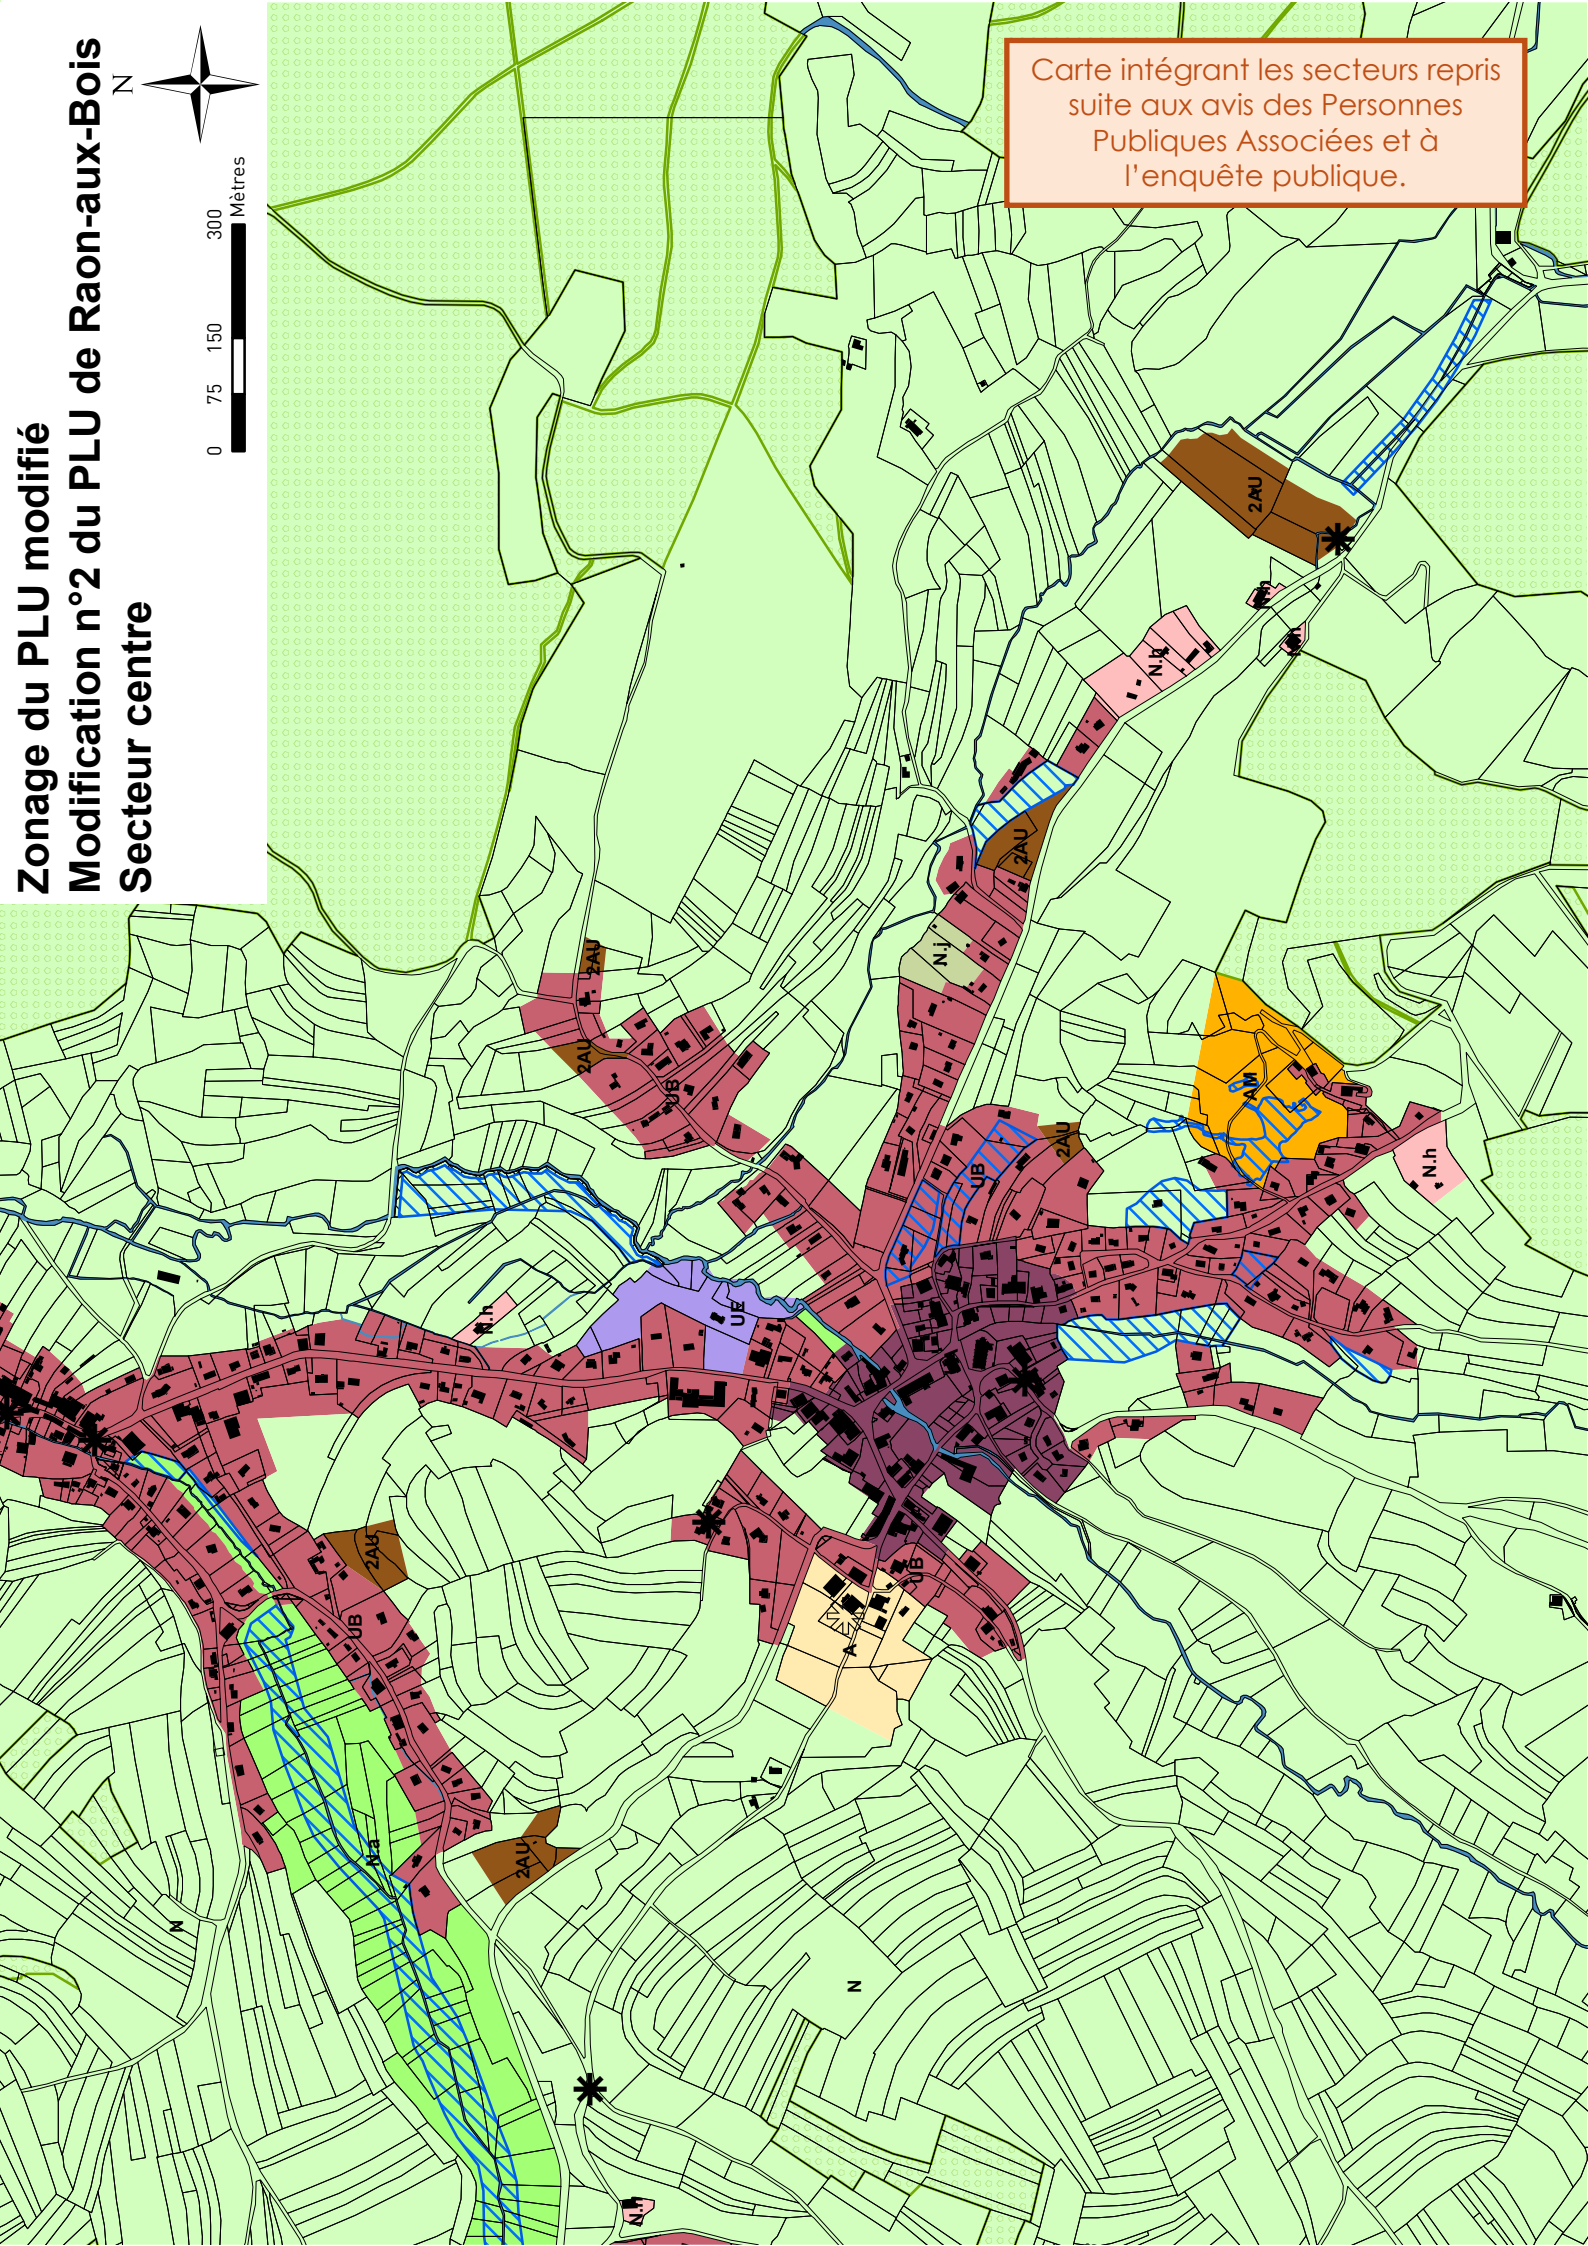 Zonage du PLU modifié
Modification n°2 du PLU de Raon-aux-Bois
Secteur centre
N
0 75 150 300
Mètres
Carte intégrant les secteurs repris
suite aux avis des Personnes
Publiques Associées et à
l'enquête publique.
2AU
N.h
N.h
N.h
2AU
N.j
2AU
2AU
UB
AM
UB
2AU
N.h
N.h
UE
2AU
UB
UB
A
N.a
2AU
N
N
N.h